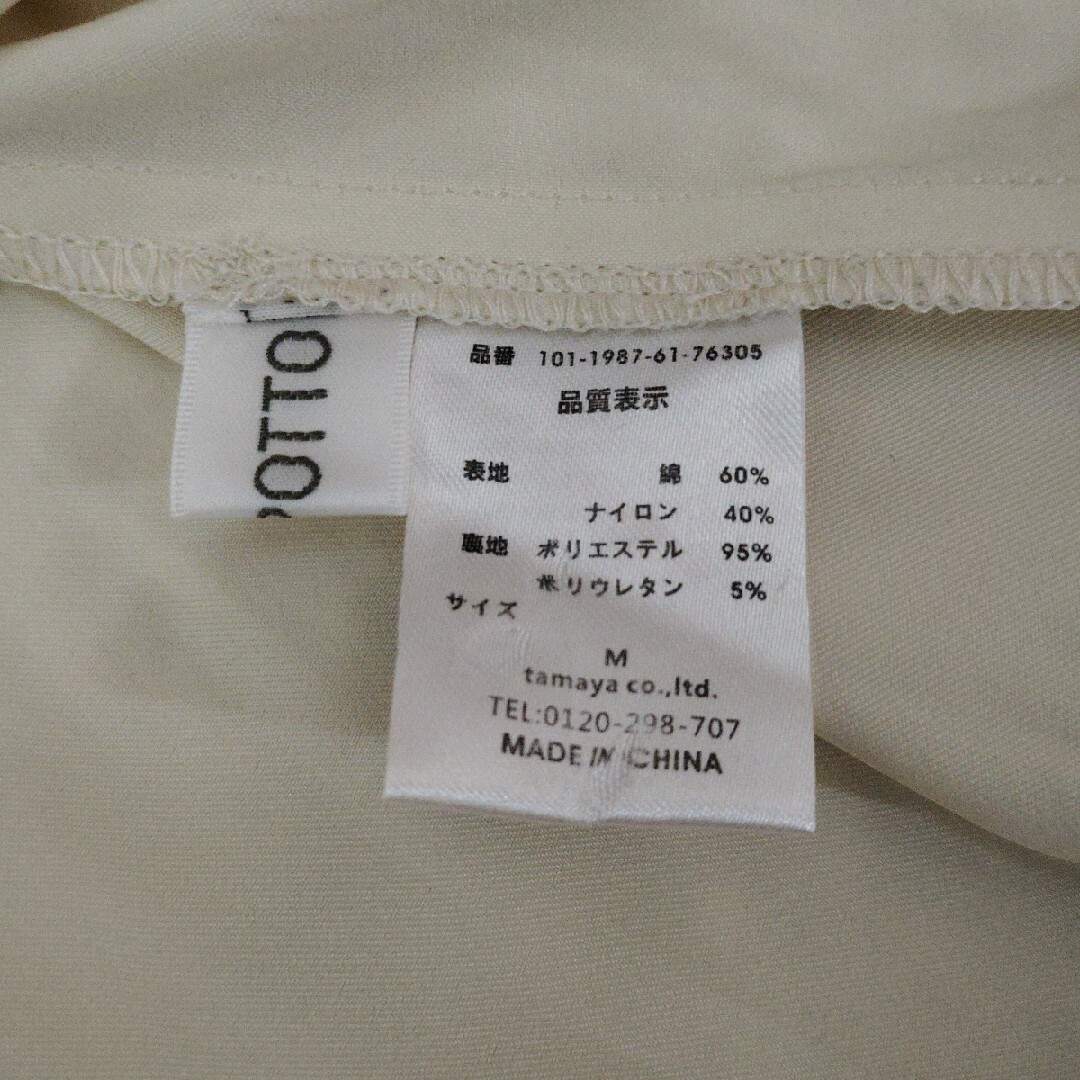 POTTO
品番 101-1987-61-76305
品質表示
表地 綿 60%
ナイロン 40%
裏地 ポリエステル 95%
ポリウレタン 5%
サイズ
M
tamaya co.,ltd.
TEL:0120-298-707
MADE IN CHINA